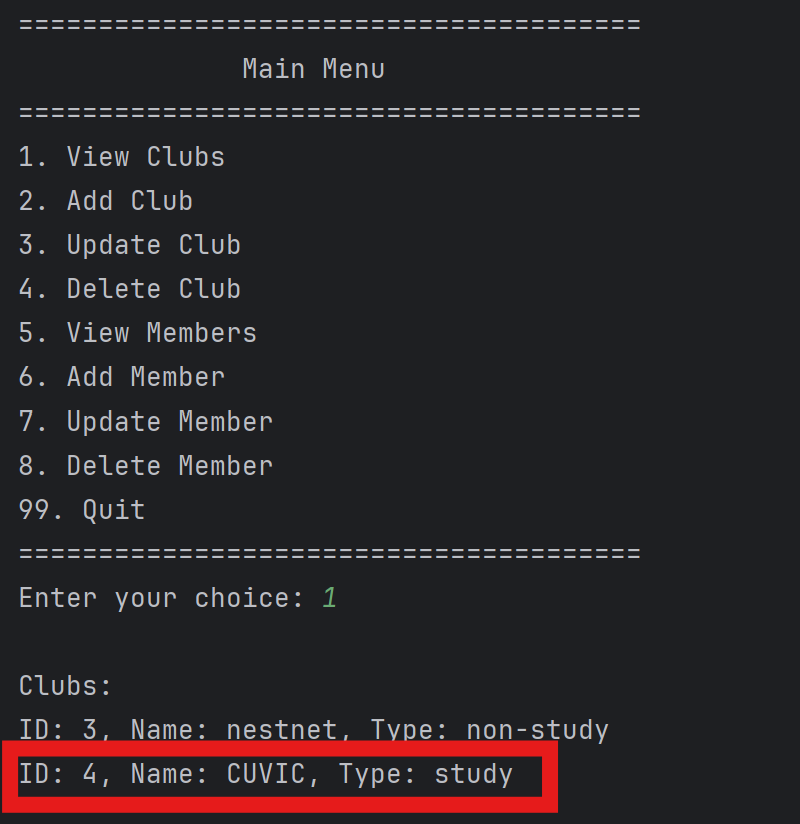 =======================================
Main Menu
=======================================
1. View Clubs
2. Add Club
3. Update Club
4. Delete Club
5. View Members
6. Add Member
7. Update Member
8. Delete Member
99. Quit
=======================================
Enter your choice: 1
Clubs:
ID: 3, Name: nestnet, Type: non-study
ID: 4, Name: CUVIC, Type: study